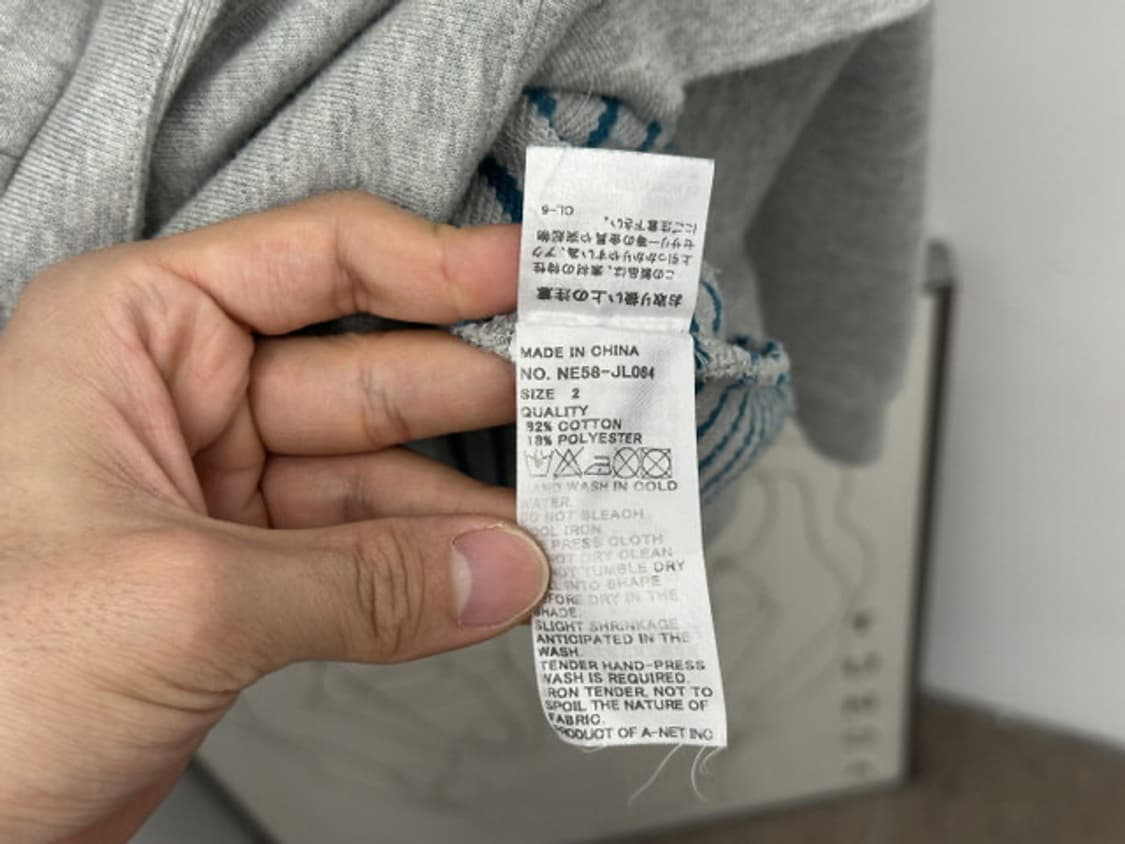 お取り扱い上の注意
この製品は、素材の特性
上引っかかりやすい為、アク
セサリー等の金具や突起物
にご注意下さい。
CL-6
MADE IN CHINA
NO. NE58-JL064
SIZE 2
QUALITY
82% COTTON
18% POLYESTER
HAND WASH IN COLD
WATER.
DO NOT BLEACH
COOL IRON
PRESS CLOTH
NOT DRY CLEAN
NOT TUMBLE DRY
INTO SHAPE
BEFORE DRY IN THE
SHADE.
SLIGHT SHRINKAGE
ANTICIPATED IN THE
WASH.
TENDER HAND-PRESS
WASH IS REQUIRED.
IRON TENDER, NOT TO
SPOIL THE NATURE OF
FABRIC.
PRODUCT OF A-NET INC.